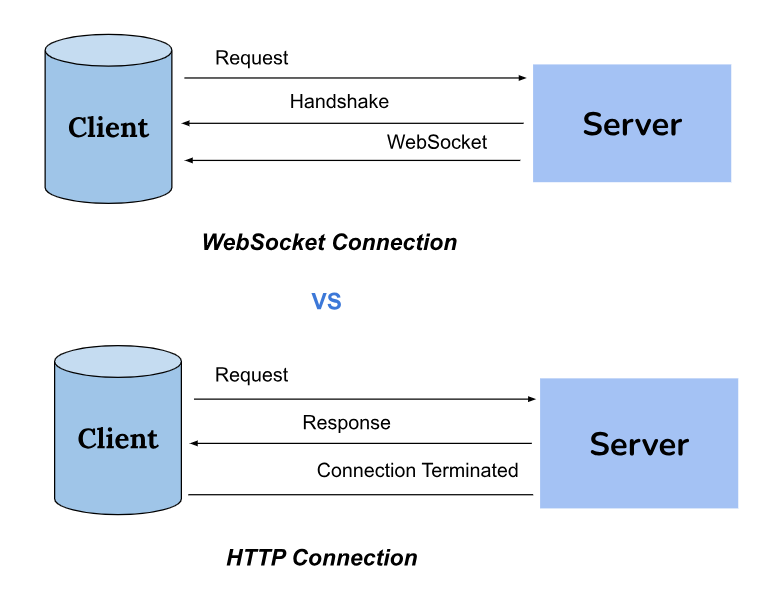 Request
Handshake
Client
Server
WebSocket
WebSocket Connection
VS
Request
Response
Client
Server
Connection Terminated
HTTP Connection